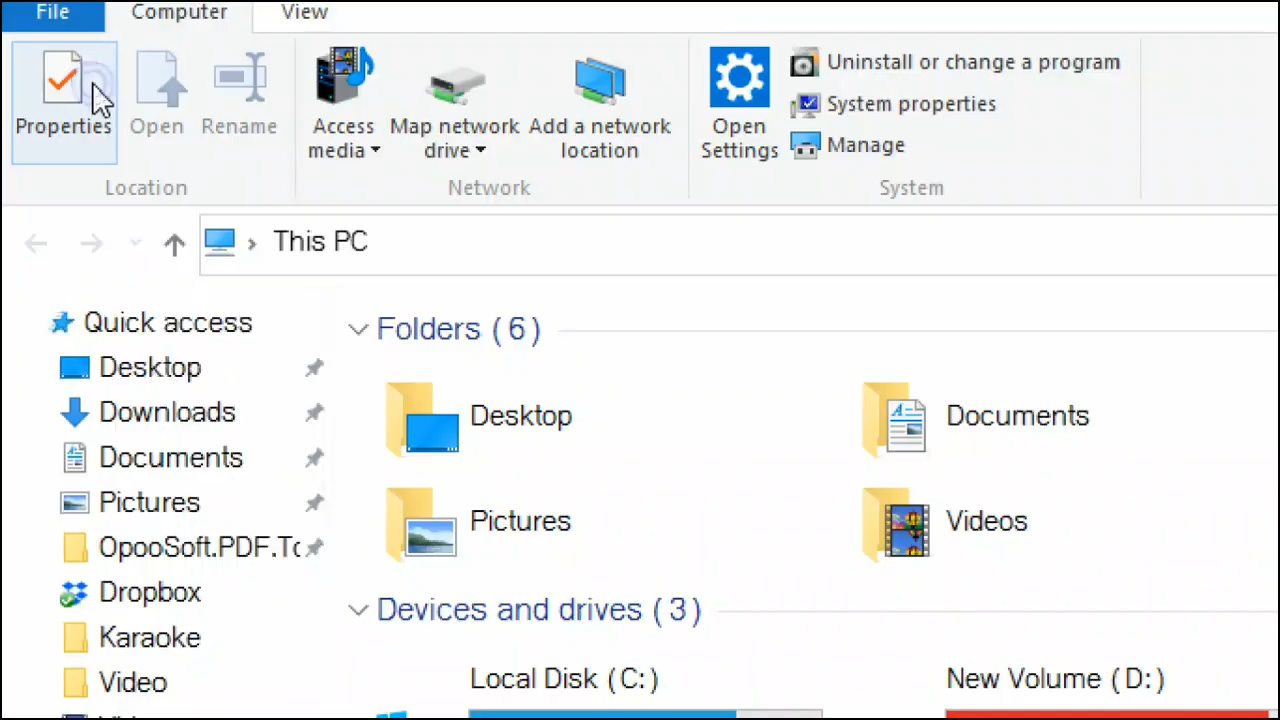 File
Computer
View
Properties
Open
Rename
Location
Access
media
Map network
drive
Add a network
location
Network
Open
Settings
Uninstall or change a program
System properties
Manage
System
This PC
Quick access
Desktop
Downloads
Documents
Pictures
OpooSoft.PDF.To
Dropbox
Karaoke
Video
Folders (6)
Desktop
Documents
Pictures
Videos
Devices and drives (3)
Local Disk (C:)
New Volume (D:)